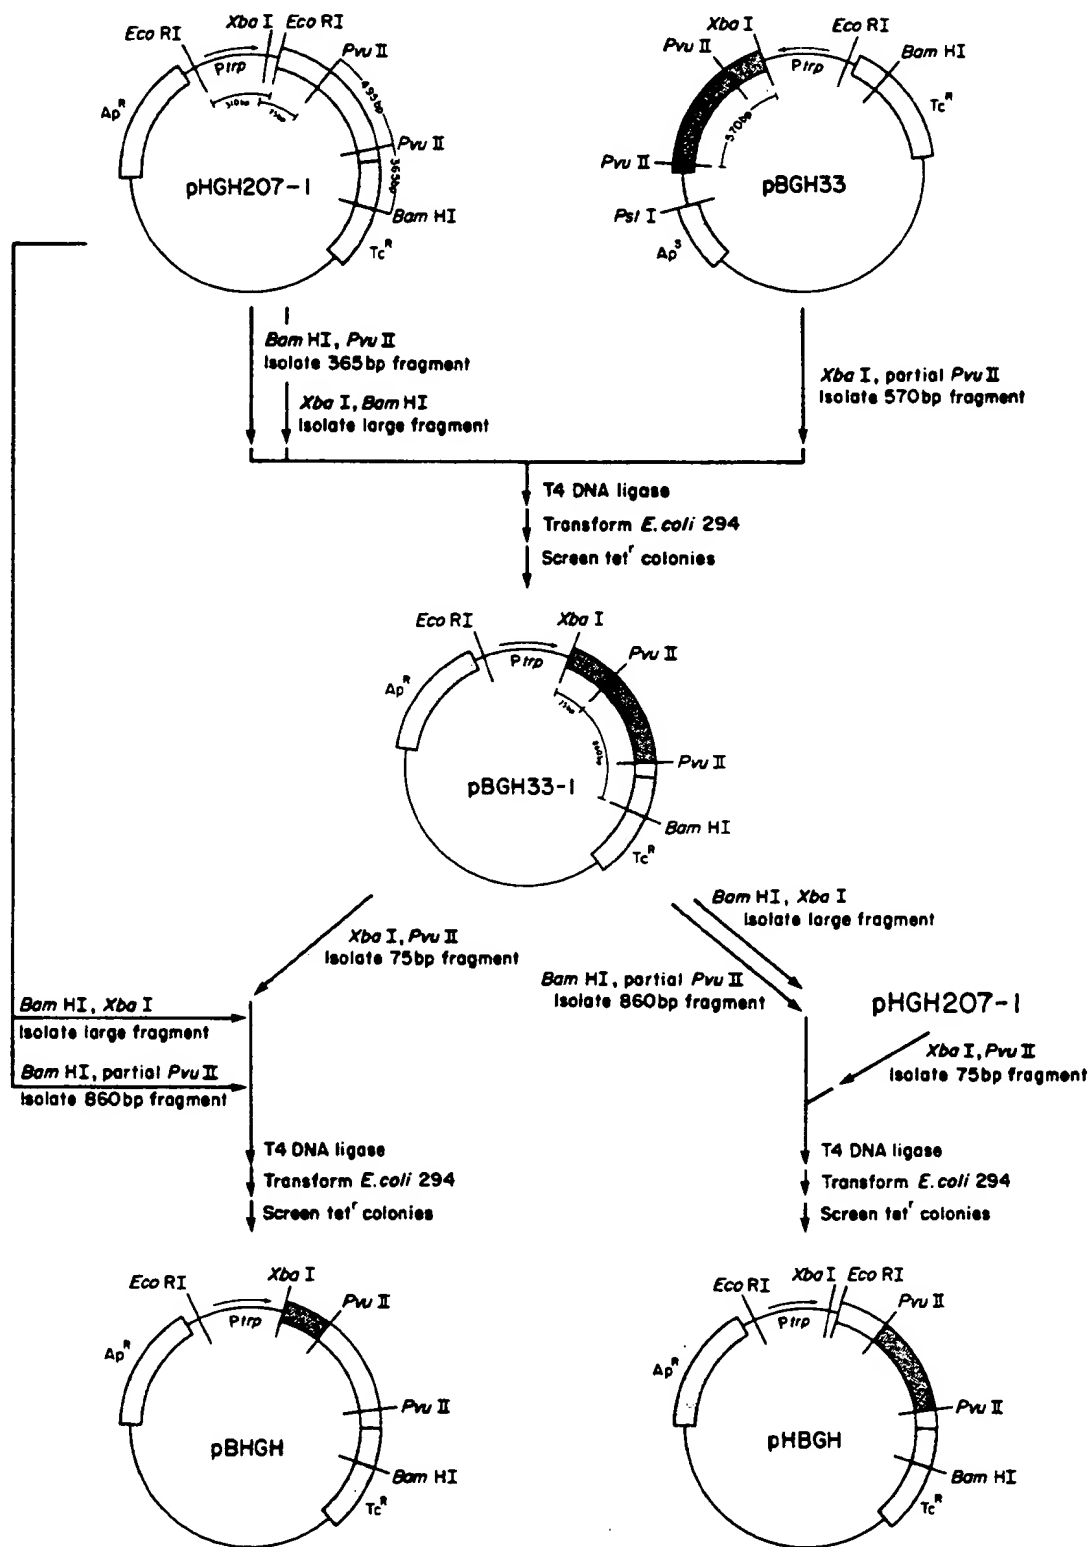 Eco RI
Xba I
Eco RI
Pvu II
Ptrp
Ap^R
310bp
75bp
495bp
Pvu II
365bp
pHGH207-1
Bam HI
Tc^R
Xba I
Pvu II
Eco RI
Bam HI
Ptrp
Tc^R
570bp
Pvu II
pBGH33
Pst I
Ap^S
Bam HI, Pvu II
Isolate 365bp fragment
Xba I, Bam HI
Isolate large fragment
Xba I, partial Pvu II
Isolate 570bp fragment
T4 DNA ligase
Transform E.coli 294
Screen tet^r colonies
Eco RI
Xba I
Ptrp
Pvu II
Ap^R
75bp
860bp
Pvu II
pBGH33-1
Bam HI
Tc^R
Xba I, Pvu II
Isolate 75bp fragment
Bam HI, Xba I
Isolate large fragment
Bam HI, partial Pvu II
Isolate 860bp fragment
Bam HI, Xba I
Isolate large fragment
Bam HI, partial Pvu II
Isolate 860bp fragment
pHGH207-1
Xba I, Pvu II
Isolate 75bp fragment
T4 DNA ligase
Transform E.coli 294
Screen tet^r colonies
T4 DNA ligase
Transform E.coli 294
Screen tet^r colonies
Eco RI
Xba I
Pvu II
Ptrp
Ap^R
Pvu II
pBHGH
Bam HI
Tc^R
Eco RI
Xba I
Eco RI
Pvu II
Ptrp
Ap^R
Pvu II
pHBGH
Bam HI
Tc^R